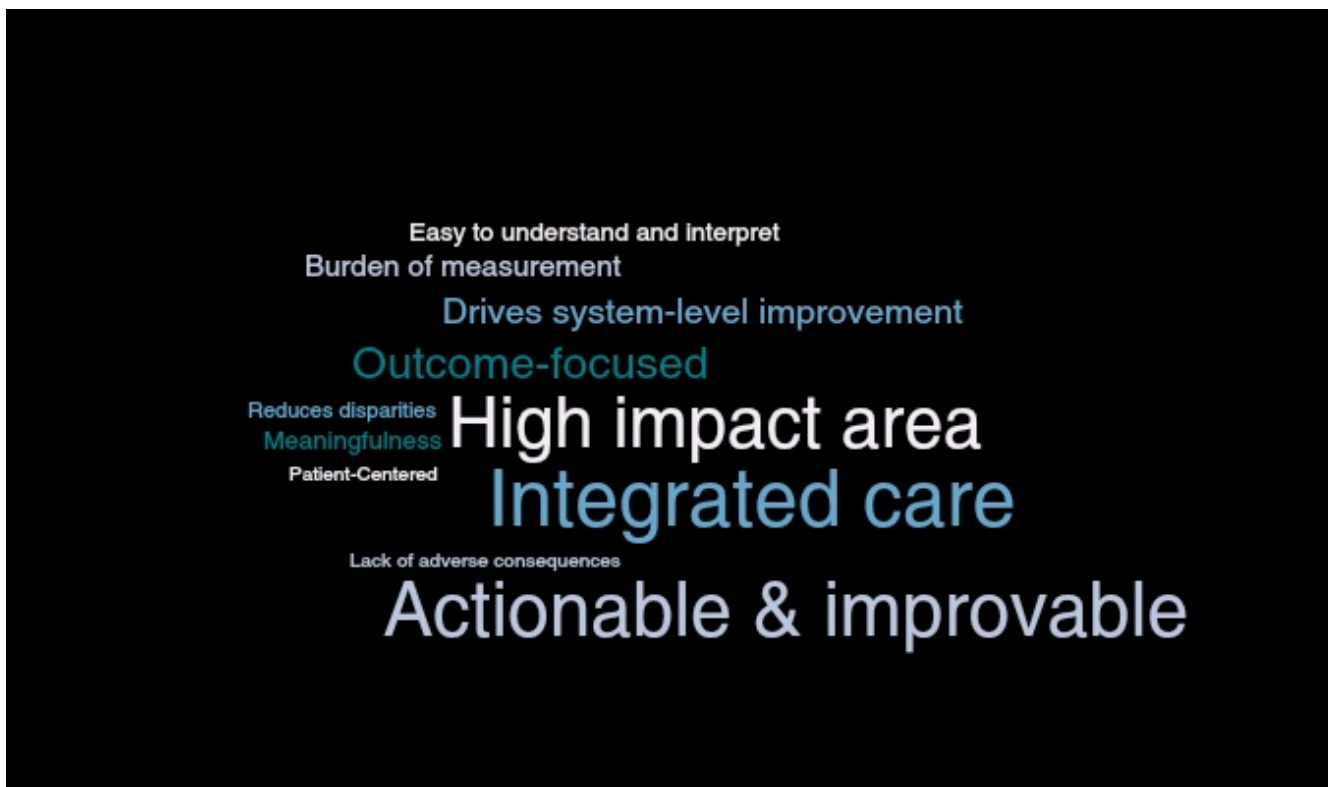 Easy to understand and interpret
Burden of measurement
Drives system-level improvement
Outcome-focused
Reduces disparities
High impact area
Meaningfulness
Patient-Centered
Integrated care
Lack of adverse consequences
Actionable & improvable